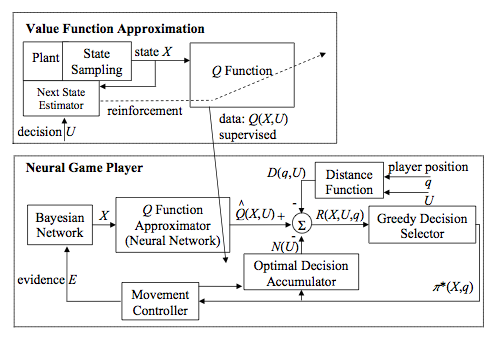 Value Function Approximation
Plant
State
Sampling
state X
Q Function
Next State
Estimator
reinforcement
data: Q(X,U)
supervised
decision U
Neural Game Player
D(q,U)
Distance
Function
player position
q
U
Bayesian
Network
X
Q Function
Approximator
(Neural Network)
^
Q(X,U) +
-
Σ
-
R(X,U,q)
Greedy Decision
Selector
N(U)
evidence E
Optimal Decision
Accumulator
Movement
Controller
π*(X,q)